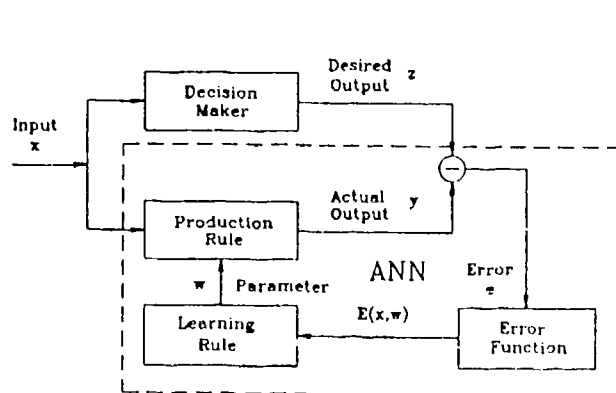 Desired z
Output
Decision
Maker
Input
x
Actual y
Output
Production
Rule
ANN
Error
w Parameter
E(x,w)
Learning
Rule
Error
Function